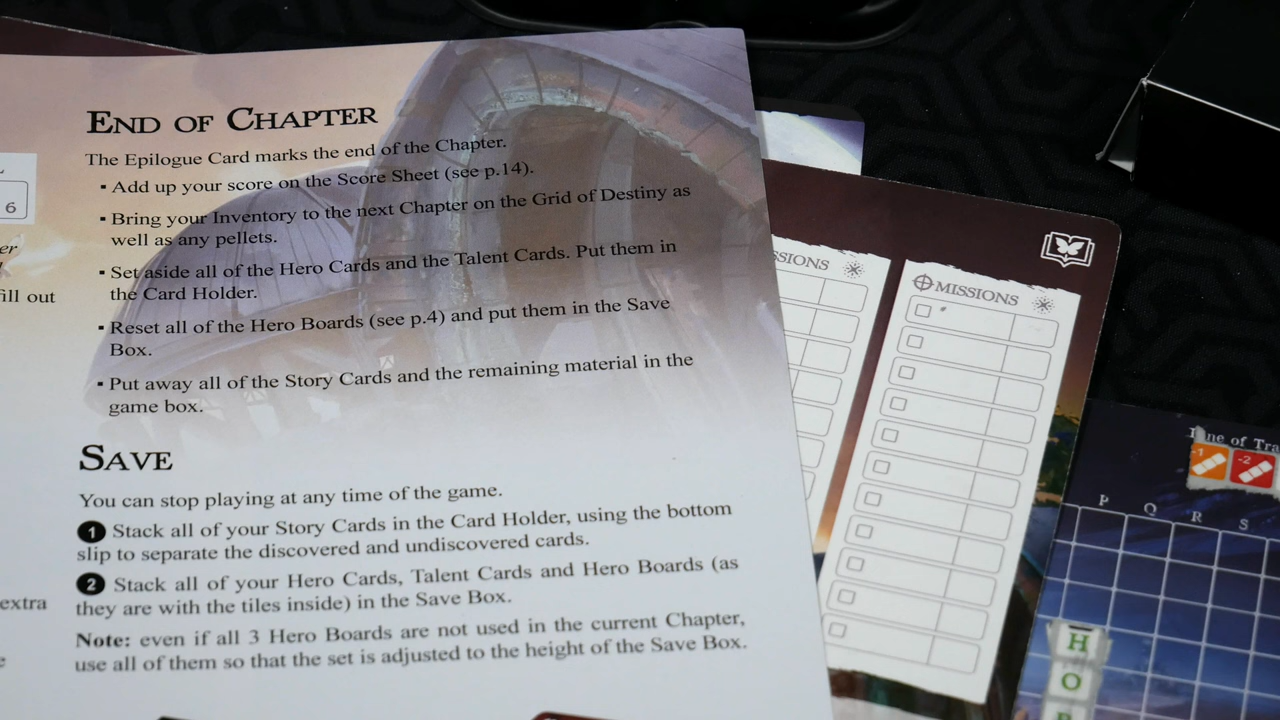 END OF CHAPTER
The Epilogue Card marks the end of the Chapter.
▪ Add up your score on the Score Sheet (see p.14).
▪ Bring your Inventory to the next Chapter on the Grid of Destiny as
well as any pellets.
▪ Set aside all of the Hero Cards and the Talent Cards. Put them in
the Card Holder.
▪ Reset all of the Hero Boards (see p.4) and put them in the Save
Box.
▪ Put away all of the Story Cards and the remaining material in the
game box.
SAVE
You can stop playing at any time of the game.
1 Stack all of your Story Cards in the Card Holder, using the bottom
slip to separate the discovered and undiscovered cards.
2 Stack all of your Hero Cards, Talent Cards and Hero Boards (as
they are with the tiles inside) in the Save Box.
Note: even if all 3 Hero Boards are not used in the current Chapter,
use all of them so that the set is adjusted to the height of the Save Box.
6
fill out
extra
SSIONS
MISSIONS
ne of Tra
-1 -2
P Q R S
H
O